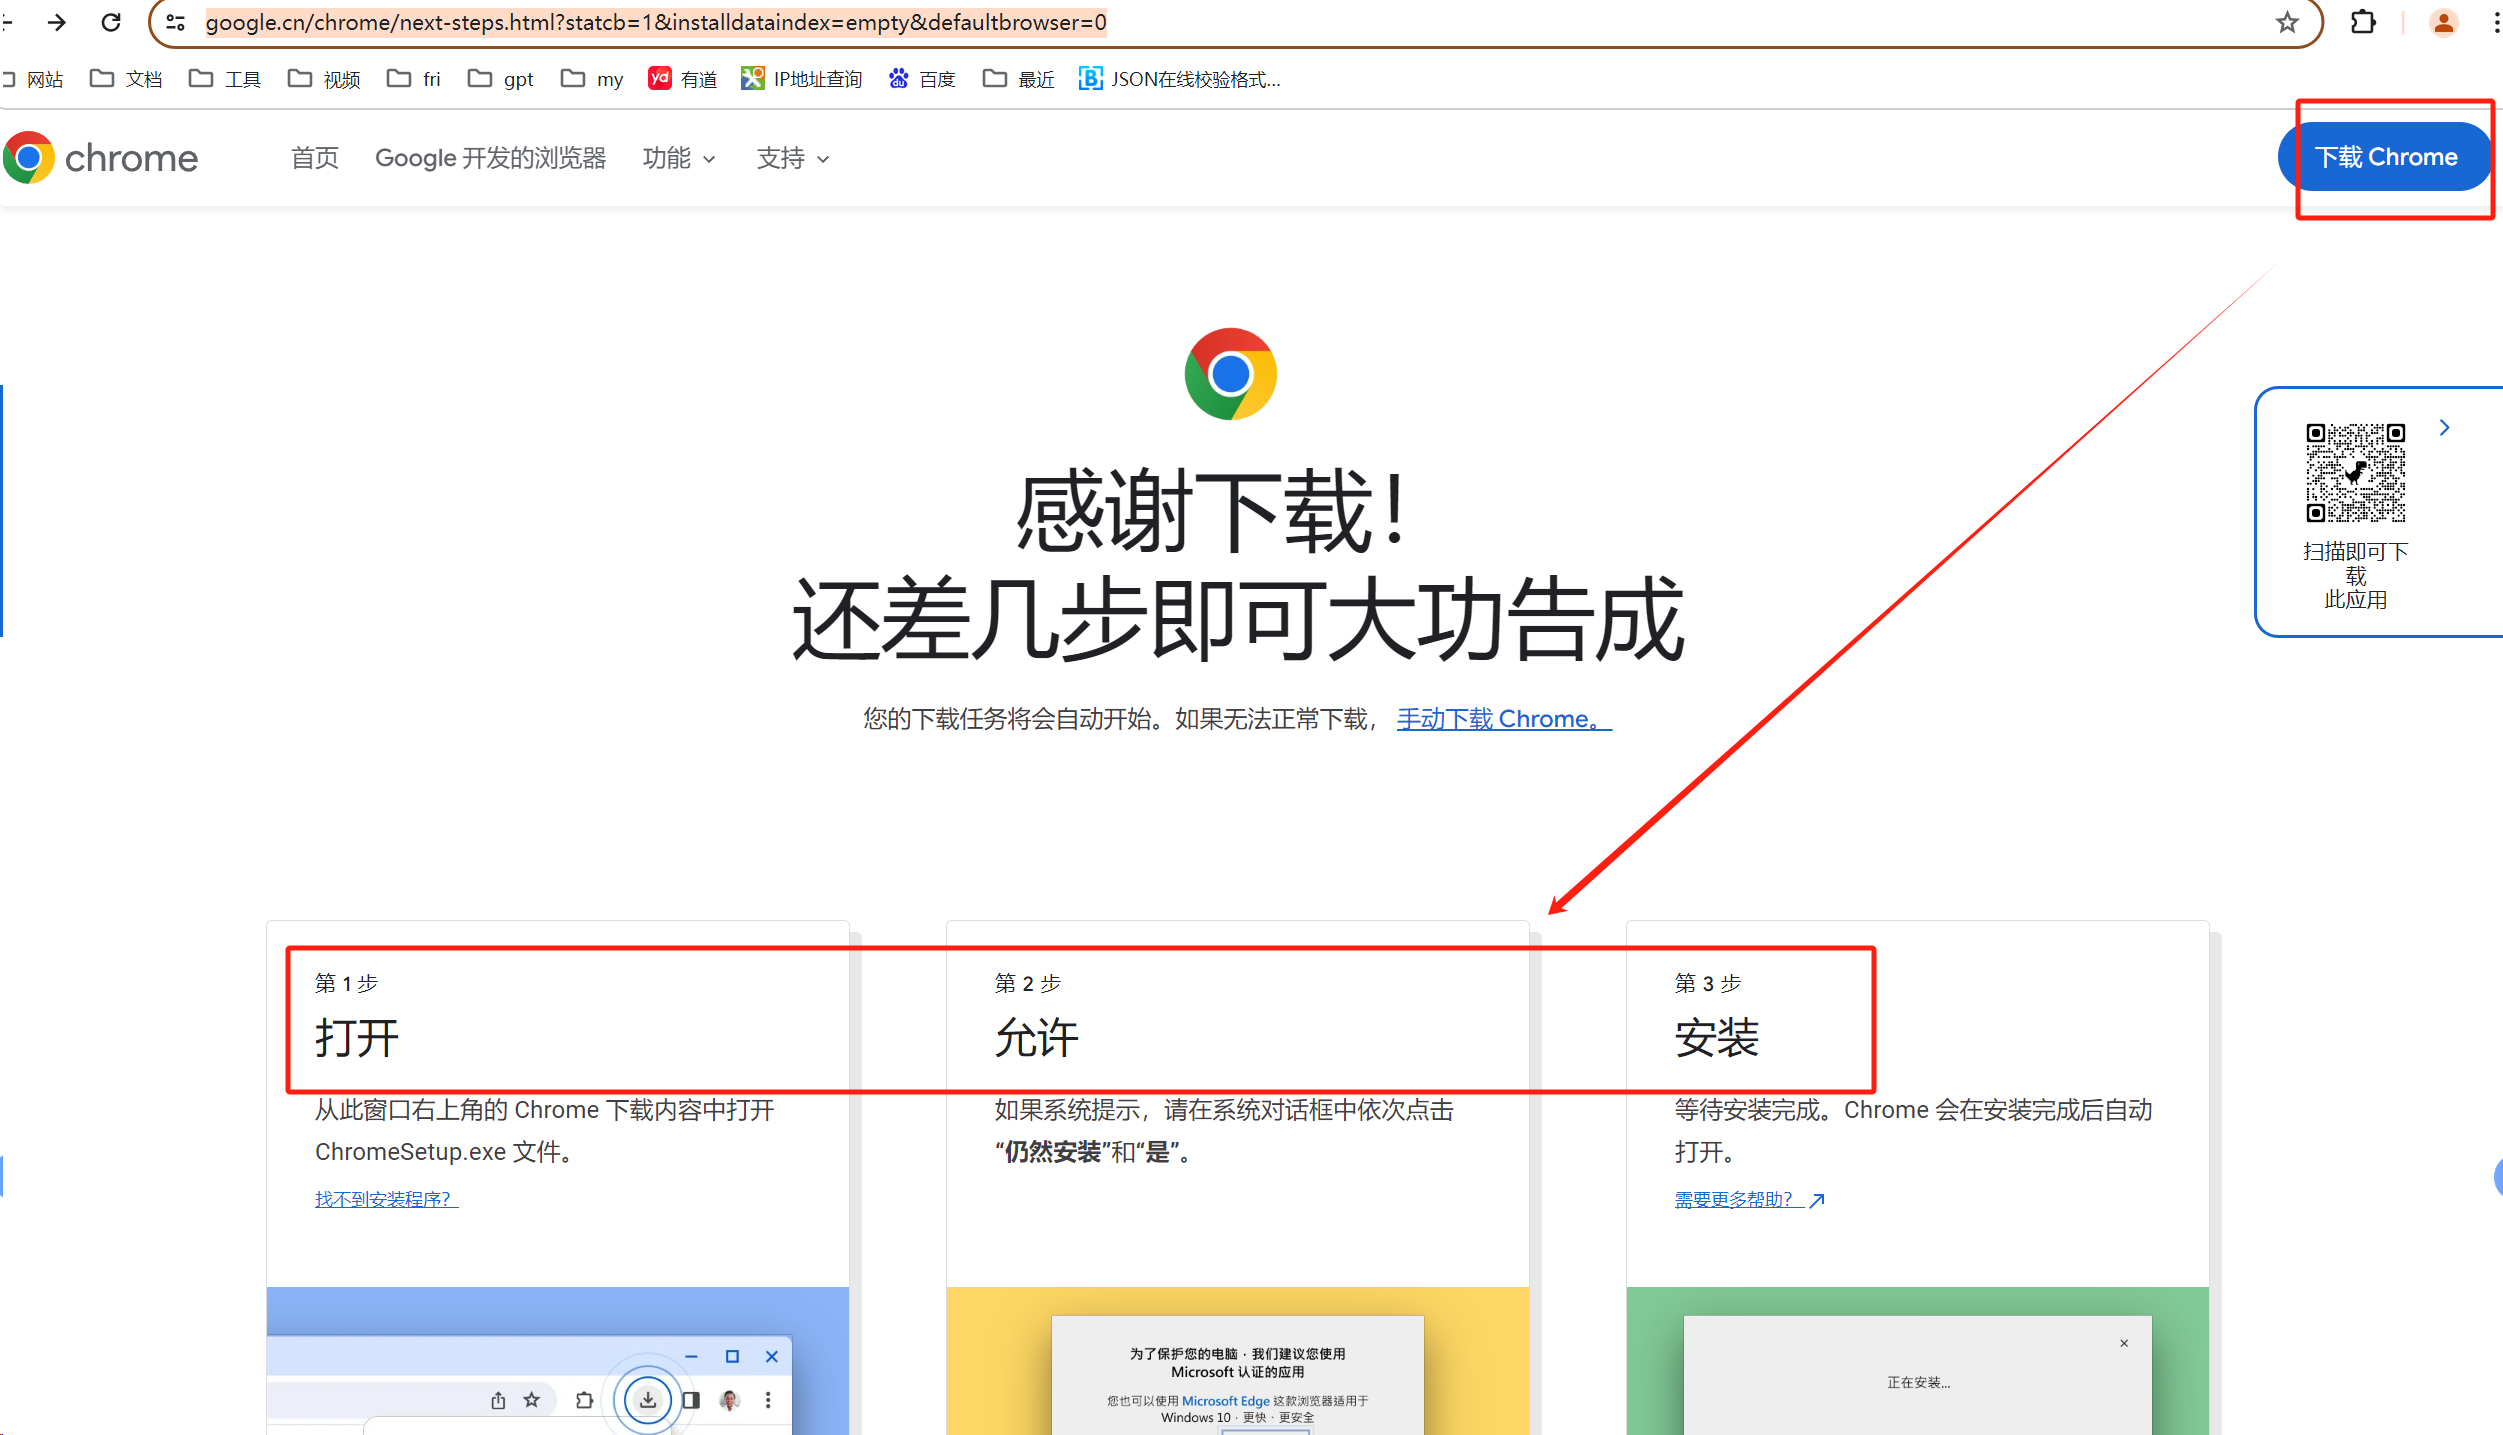 google.cn/chrome/next-steps.html?statcb=1&installdataindex=empty&defaultbrowser=0
网站 文档 工具 视频 fri gpt my yd 有道 IP地址查询 du 百度 最近 B JSON在线校验格式...
chrome 首页 Google 开发的浏览器 功能 支持 下载 Chrome
感谢下载！
还差几步即可大功告成
您的下载任务将会自动开始。如果无法正常下载， 手动下载 Chrome。
扫描即可下
载
此应用
第 1 步
打开
从此窗口右上角的 Chrome 下载内容中打开
ChromeSetup.exe 文件。
找不到安装程序？
第 2 步
允许
如果系统提示，请在系统对话框中依次点击
“仍然安装”和“是”。
为了保护您的电脑 · 我们建议您使用
Microsoft 认证的应用
您也可以使用 Microsoft Edge 这款浏览器适用于
Windows 10 · 更快 · 更安全
第 3 步
安装
等待安装完成。Chrome 会在安装完成后自动
打开。
需要更多帮助？
正在安装...